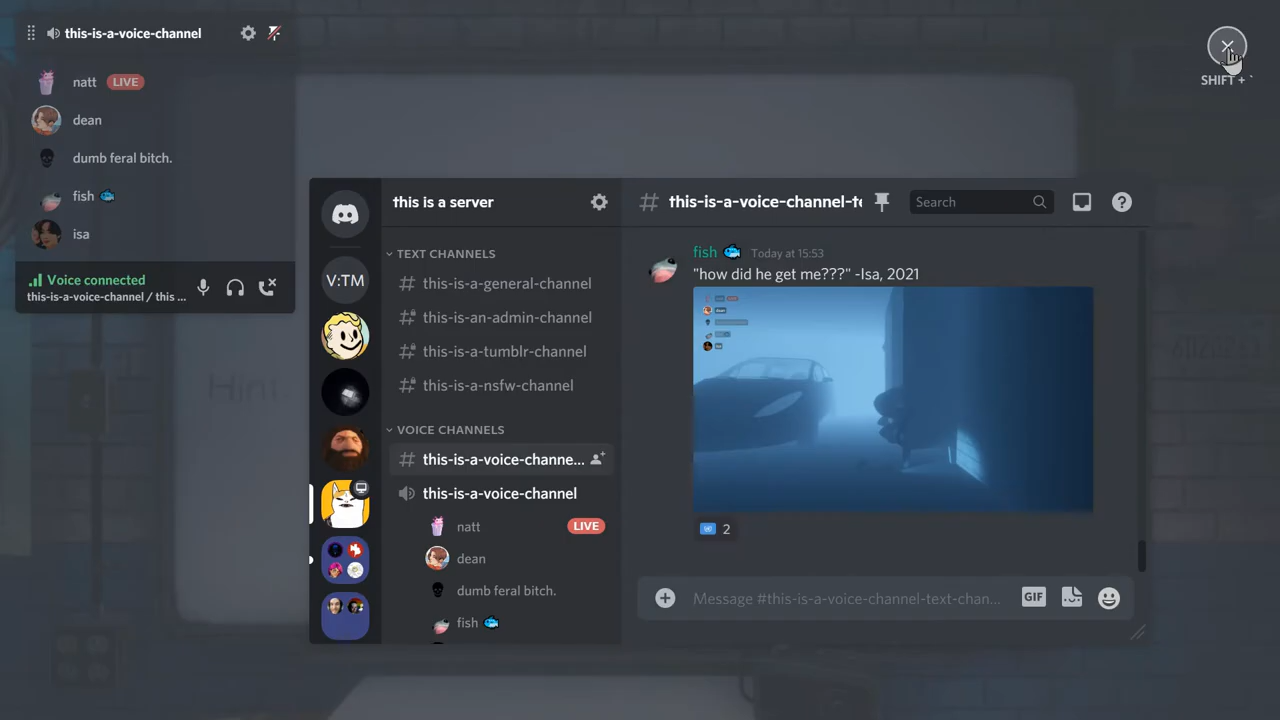 this-is-a-voice-channel
natt LIVE
dean
dumb feral bitch.
fish 🐟
isa
Voice connected
this-is-a-voice-channel / this ...
SHIFT + `
this is a server
V:TM
TEXT CHANNELS
this-is-a-general-channel
this-is-an-admin-channel
this-is-a-tumblr-channel
this-is-a-nsfw-channel
VOICE CHANNELS
this-is-a-voice-channe...
this-is-a-voice-channel
natt LIVE
dean
dumb feral bitch.
fish 🐟
# this-is-a-voice-channel-te
Search
fish 🐟 Today at 15:53
"how did he get me???" -Isa, 2021
2
Message #this-is-a-voice-channel-text-chan...
GIF
Hint